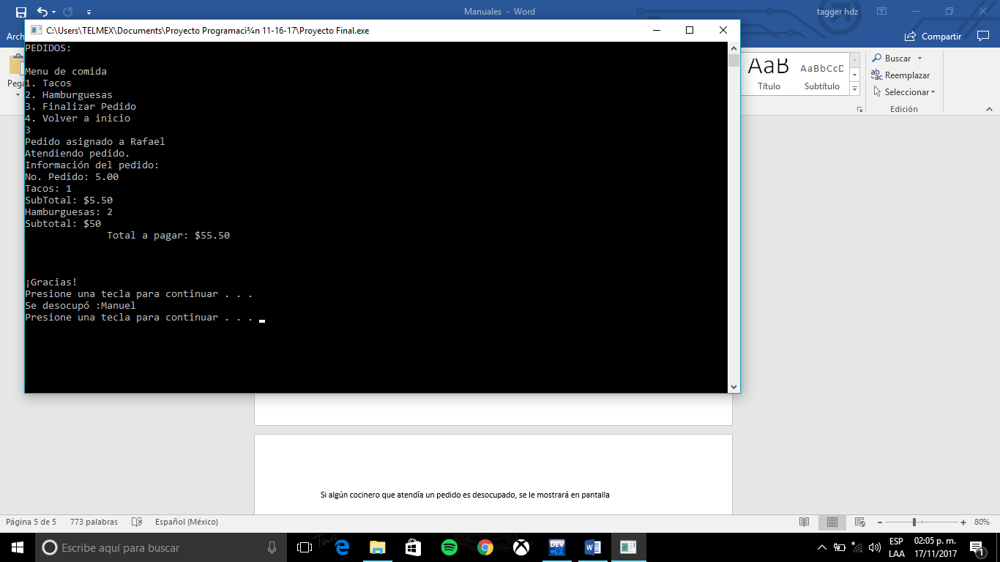 Manuales - Word
tagger hdz
C:\Users\TELMEX\Documents\Proyecto Programaci¾n 11-16-17\Proyecto Final.exe
Arch
Compartir
PEDIDOS:
Menu de comida
1. Tacos
2. Hamburguesas
3. Finalizar Pedido
4. Volver a inicio
3
Pedido asignado a Rafael
Atendiendo pedido.
Información del pedido:
No. Pedido: 5.00
Tacos: 1
SubTotal: $5.50
Hamburguesas: 2
Subtotal: $50
Total a pagar: $55.50
¡Gracias!
Presione una tecla para continuar . . .
Se desocupó :Manuel
Presione una tecla para continuar . . .
Pega
AaB
AaBbCcD
Título
Subtítulo
Buscar
Reemplazar
Seleccionar
Edición
Si algún cocinero que atendía un pedido es desocupado, se le mostrará en pantalla
Página 5 de 5
773 palabras
Español (México)
80%
Escribe aquí para buscar
DEV
ESP
LAA
02:05 p. m.
17/11/2017
1